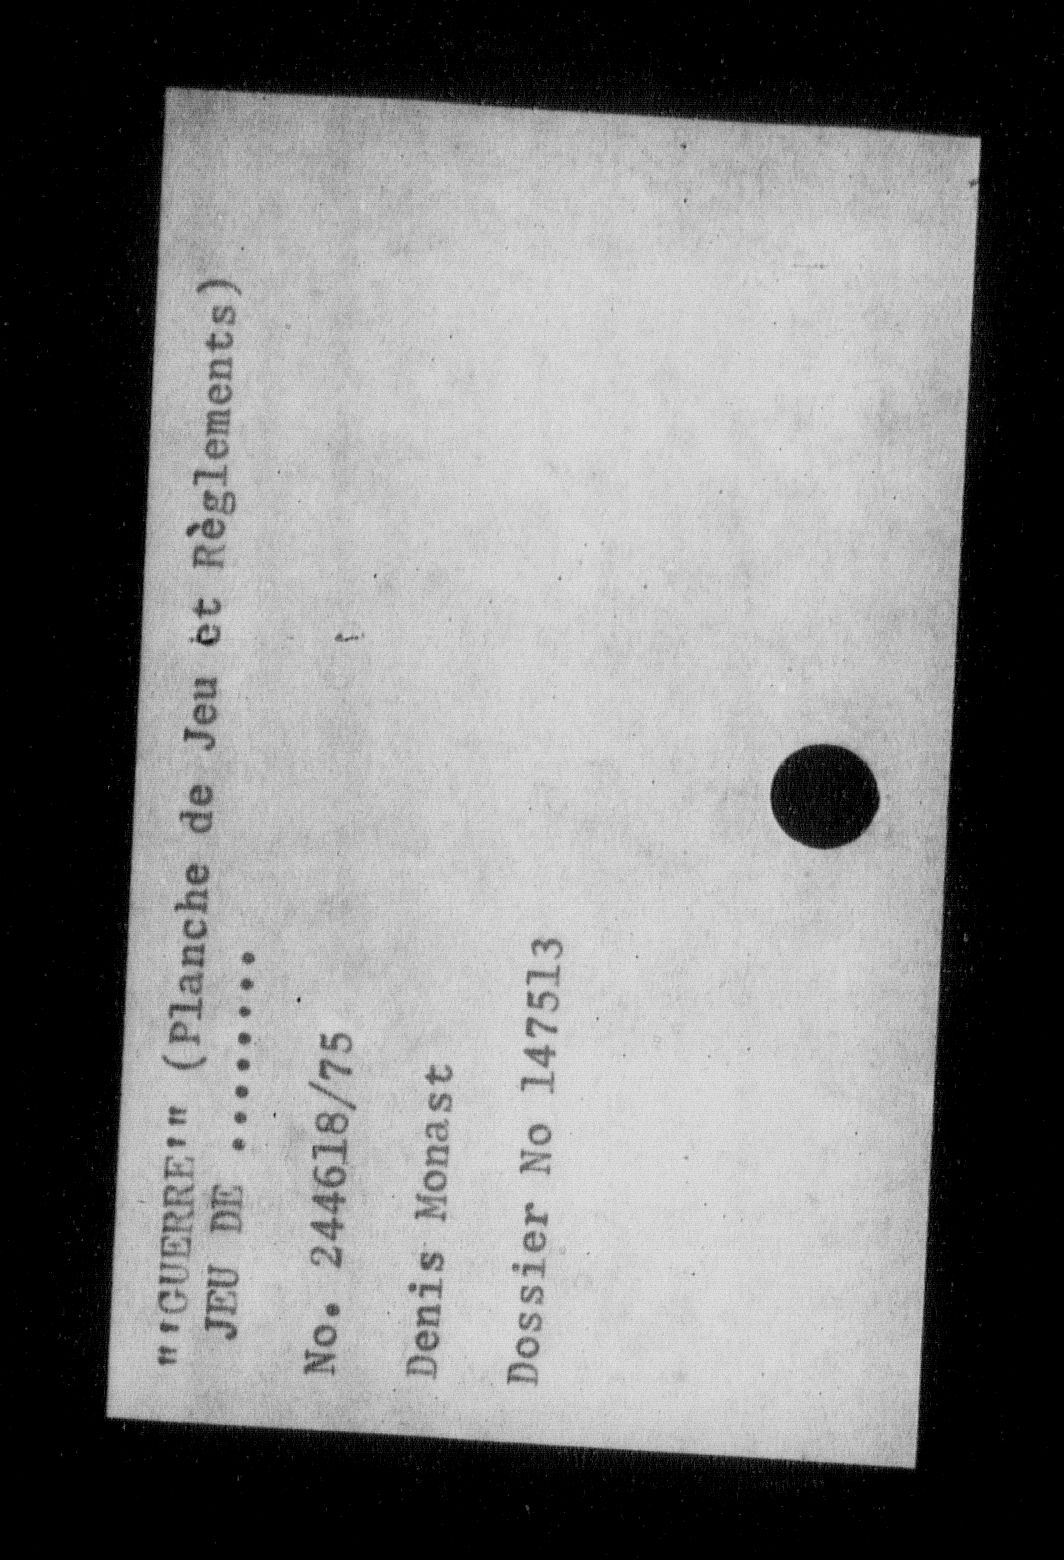 "'GUERRE'" (Planche de Jeu et Règlements)
JEU DE ........
No. 244618/75
Denis Monast
Dossier No 147513